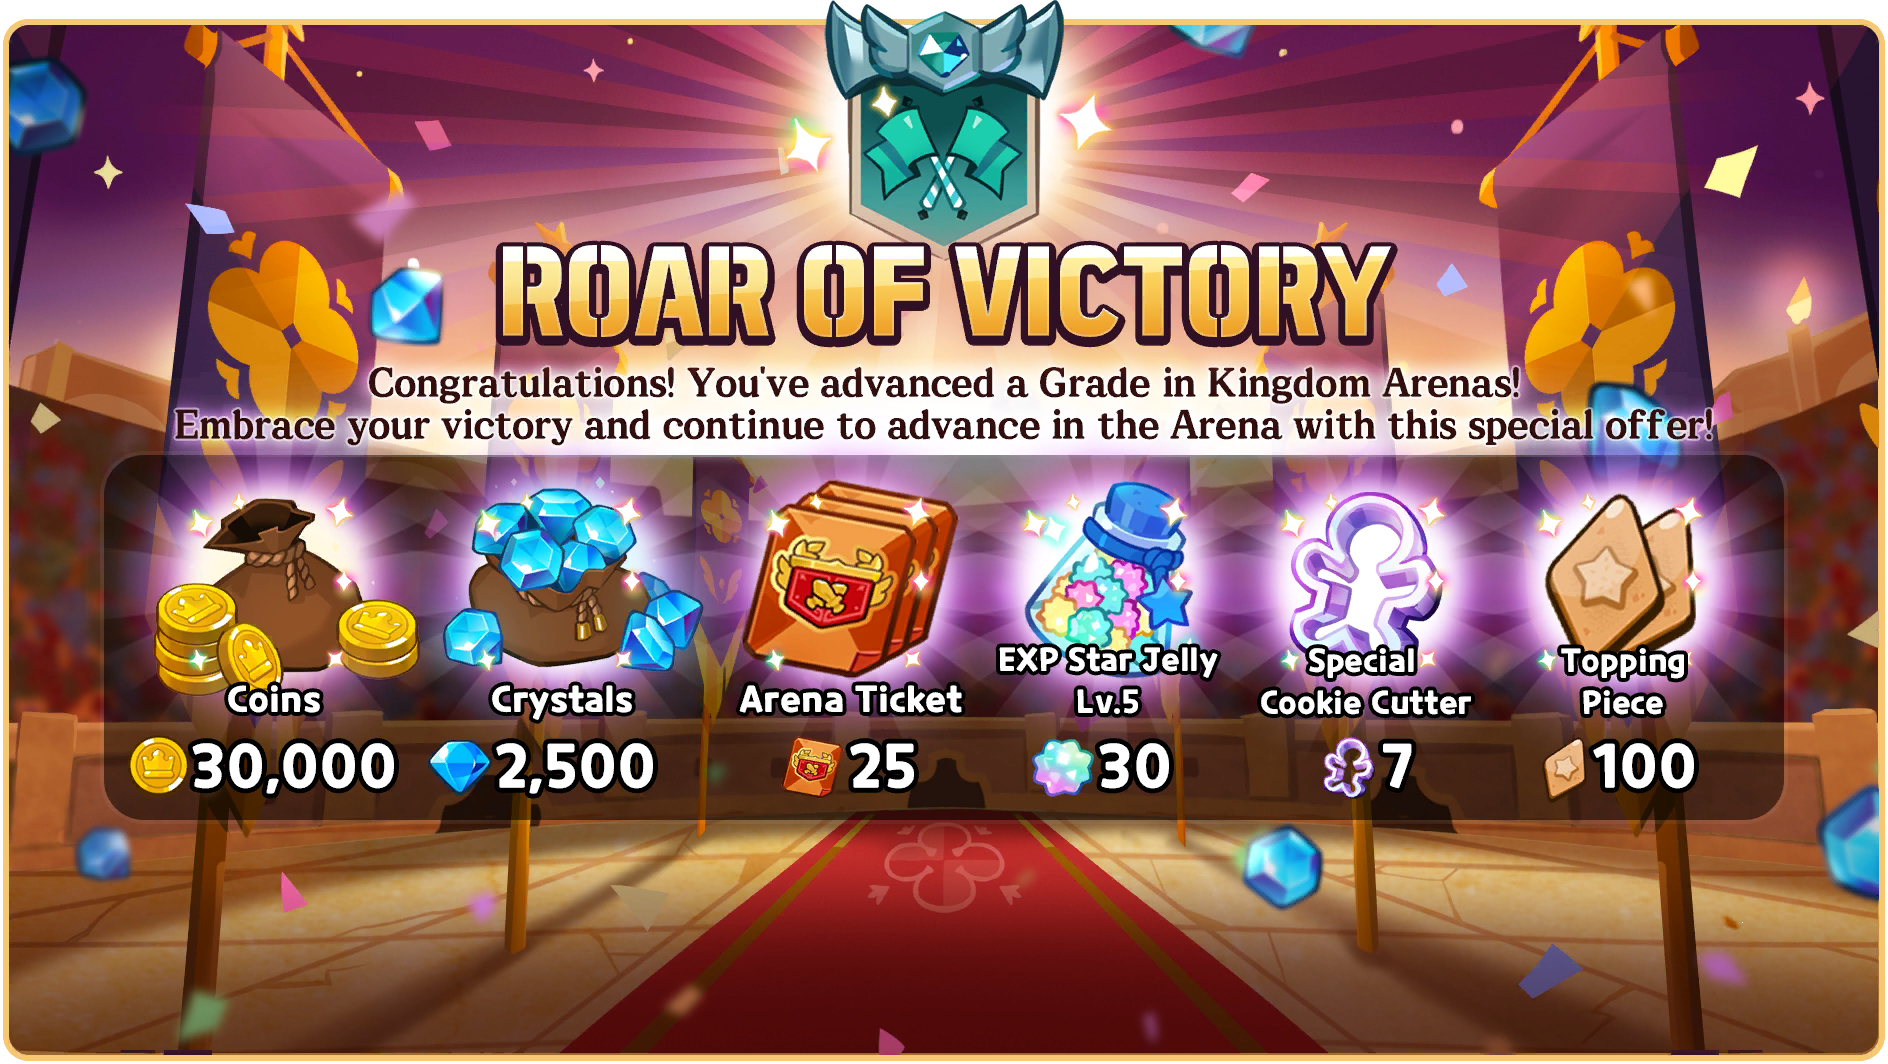 ROAR OF VICTORY
Congratulations! You've advanced a Grade in Kingdom Arenas!
Embrace your victory and continue to advance in the Arena with this special offer!
Coins
30,000
Crystals
2,500
Arena Ticket
25
EXP Star Jelly
Lv.5
30
Special
Cookie Cutter
7
Topping
Piece
100